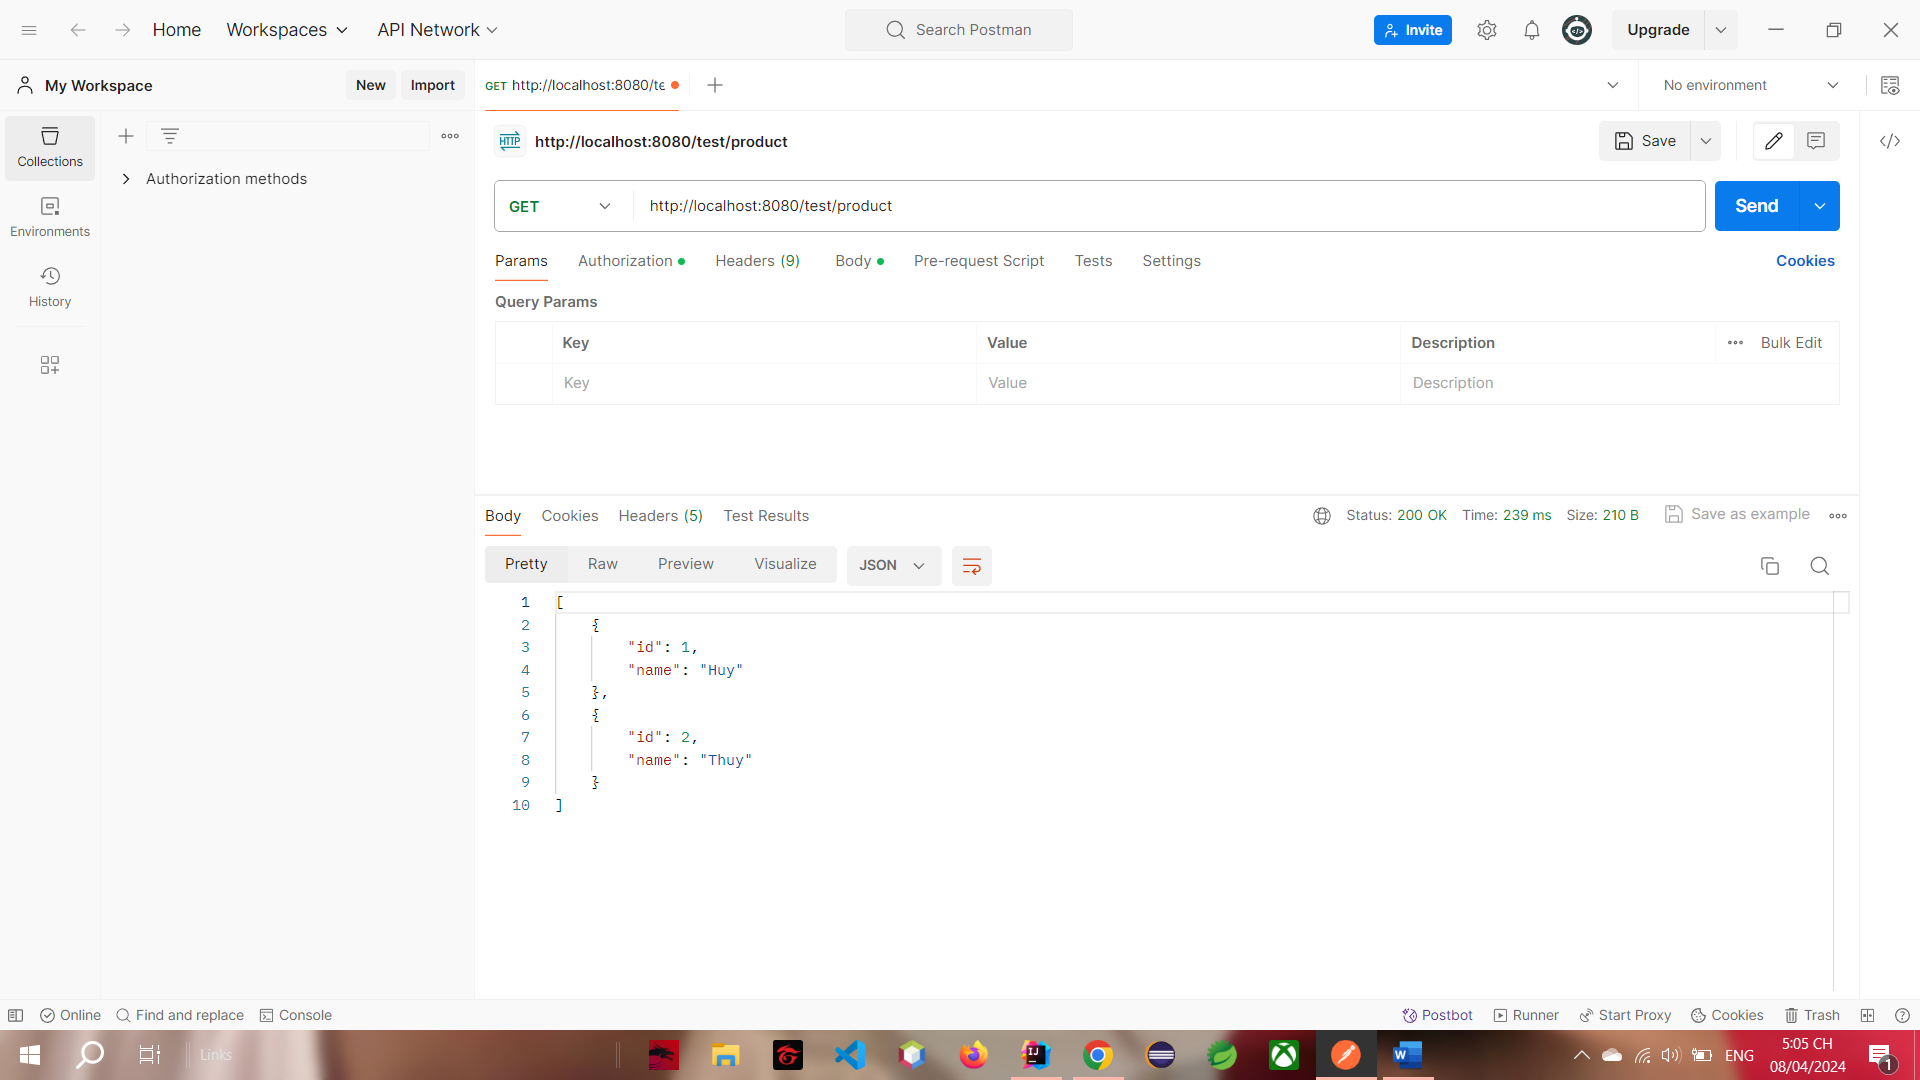 Home Workspaces API Network Search Postman Invite Upgrade
My Workspace New Import GET http://localhost:8080/te No environment
Collections
Authorization methods
Environments
History
HTTP http://localhost:8080/test/product Save
GET http://localhost:8080/test/product Send
Params Authorization Headers (9) Body Pre-request Script Tests Settings Cookies
Query Params
Key Value Description Bulk Edit
Key Value Description
Body Cookies Headers (5) Test Results Status: 200 OK Time: 239 ms Size: 210 B Save as example
Pretty Raw Preview Visualize JSON
1 [
2 {
3 "id": 1,
4 "name": "Huy"
5 },
6 {
7 "id": 2,
8 "name": "Thuy"
9 }
10 ]
Online Find and replace Console Postbot Runner Start Proxy Cookies Trash
Links ENG 5:05 CH
08/04/2024 1